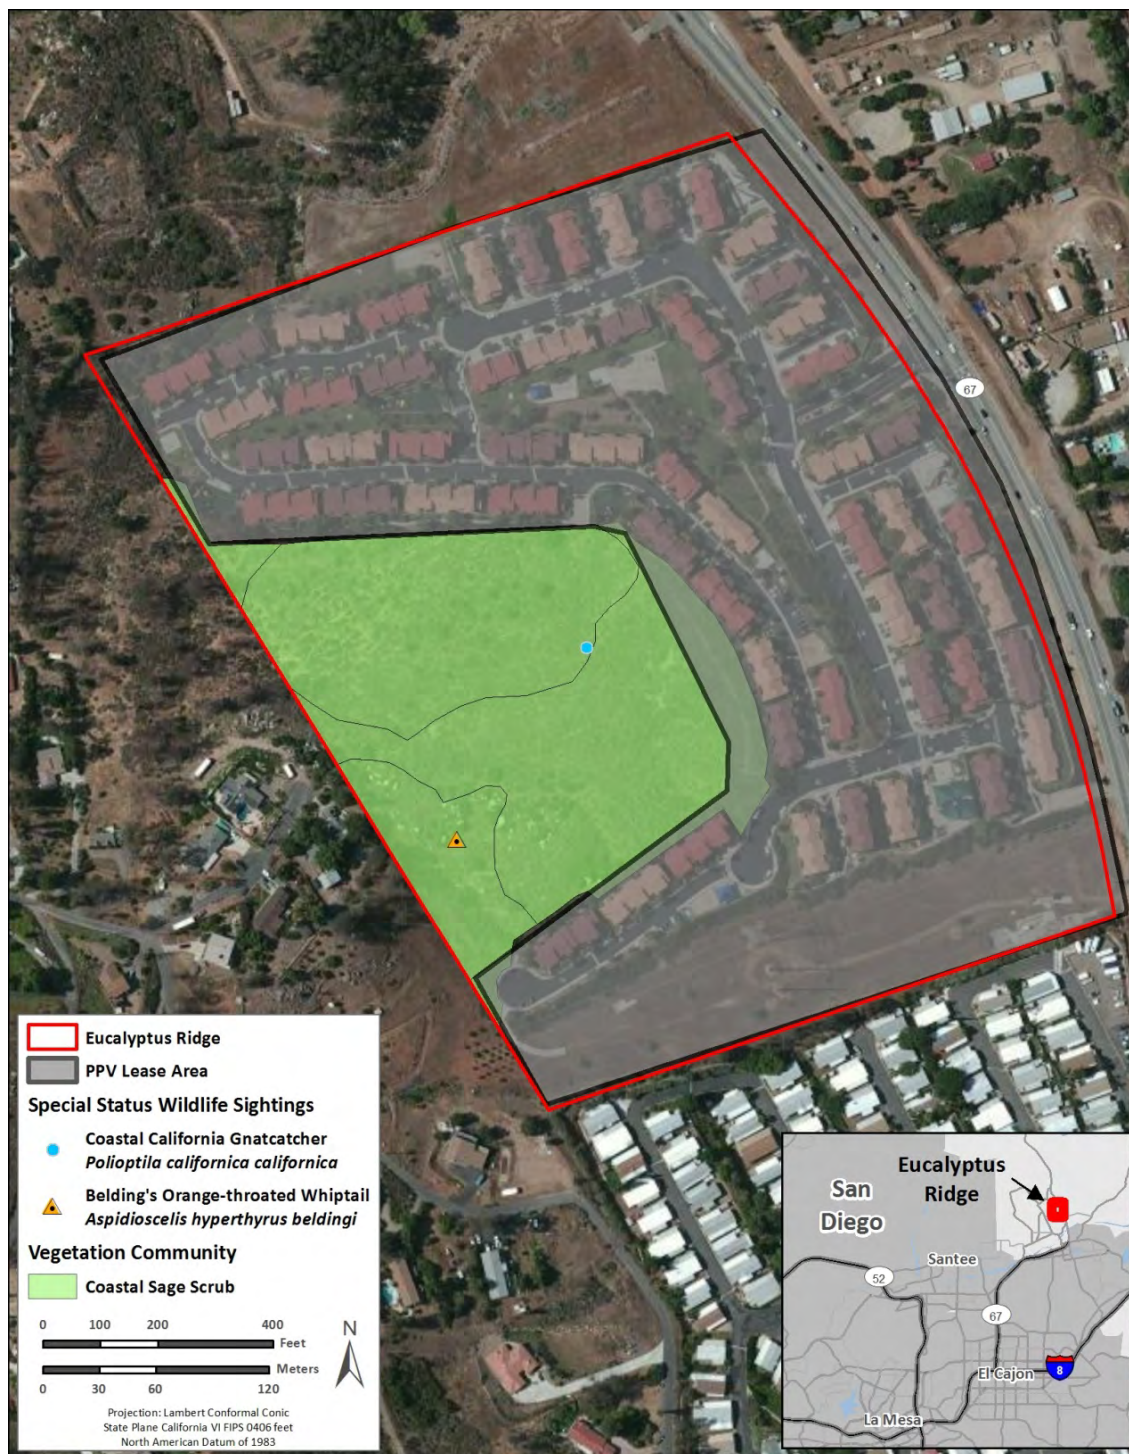 67
Eucalyptus Ridge
PPV Lease Area
Special Status Wildlife Sightings
Coastal California Gnatcatcher
Polioptila californica californica
Belding's Orange-throated Whiptail
Aspidioscelis hyperthyrus beldingi
Vegetation Community
Coastal Sage Scrub
0 100 200 400
Feet
Meters
0 30 60 120
N
Projection: Lambert Conformal Conic
State Plane California VI FIPS 0406 feet
North American Datum of 1983
Eucalyptus
Ridge
San
Diego
Santee
52
67
El Cajon
8
La Mesa